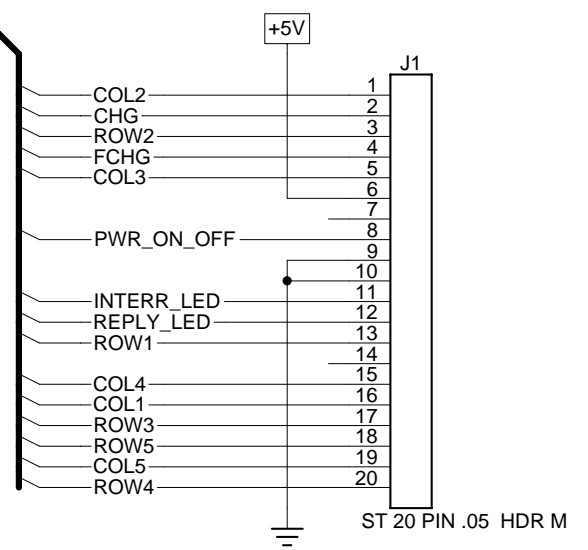 +5V
J1
COL2 1
CHG 2
ROW2 3
FCHG 4
COL3 5
6
7
PWR_ON_OFF 8
9
10
INTERR_LED 11
REPLY_LED 12
ROW1 13
14
COL4 15
COL1 16
ROW3 17
ROW5 18
COL5 19
ROW4 20
ST 20 PIN .05 HDR M